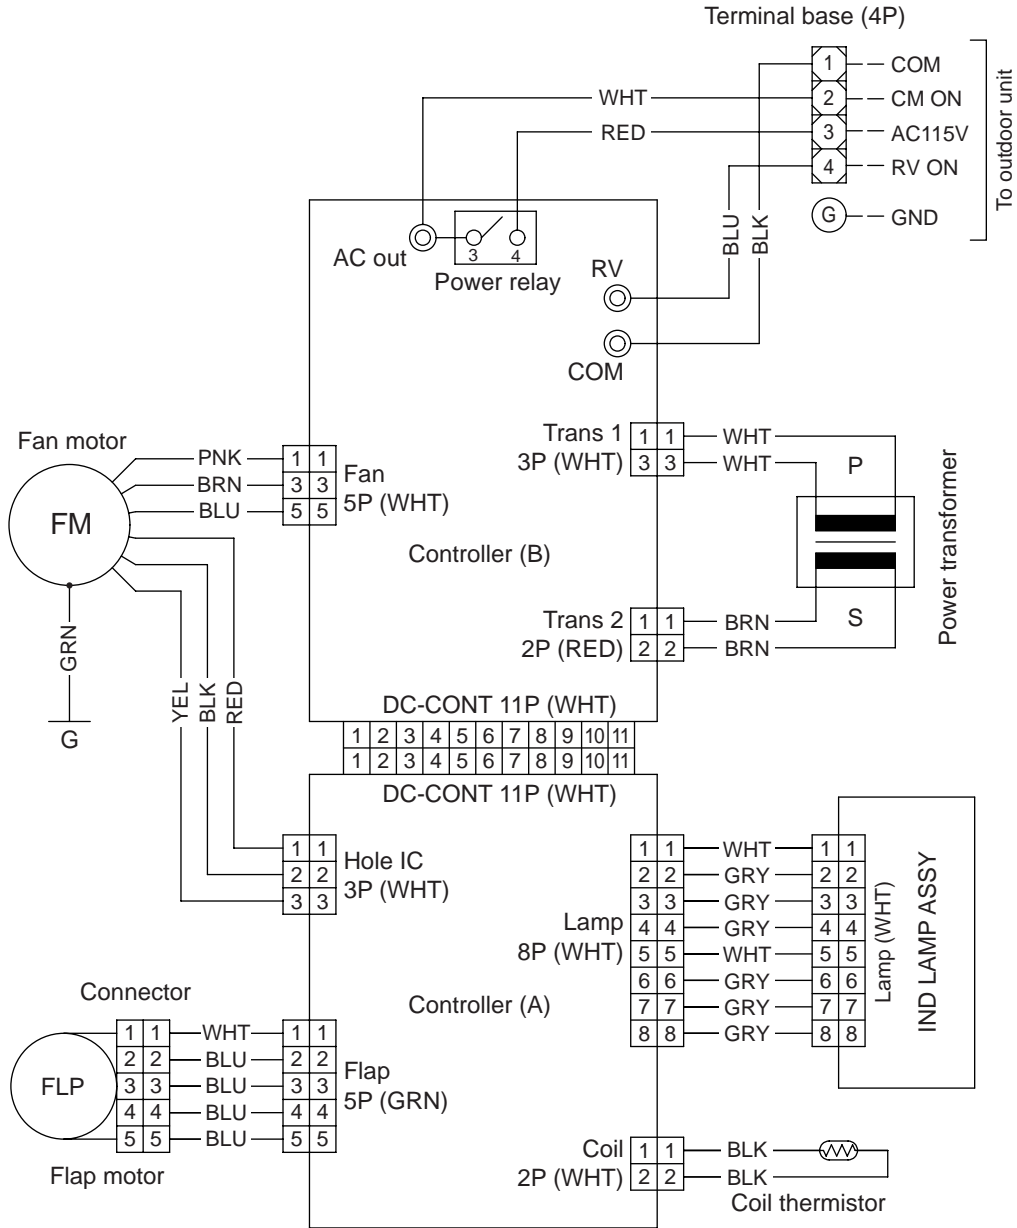 Terminal base (4P)
1 COM
WHT 2 CM ON
RED 3 AC115V
4 RV ON
G GND
To outdoor unit
BLU
BLK
AC out
3 4
Power relay
RV
COM
Fan motor
FM
PNK 1 1
BRN 3 3
BLU 5 5
Fan
5P (WHT)
GRN
G
YEL
BLK
RED
Trans 1
3P (WHT)
1 1 WHT
3 3 WHT
P
S
Power transformer
Controller (B)
Trans 2
2P (RED)
1 1 BRN
2 2 BRN
DC-CONT 11P (WHT)
1 2 3 4 5 6 7 8 9 10 11
1 2 3 4 5 6 7 8 9 10 11
DC-CONT 11P (WHT)
1 1
2 2
3 3
Hole IC
3P (WHT)
Lamp
8P (WHT)
1 1 WHT 1 1
2 2 GRY 2 2
3 3 GRY 3 3
4 4 GRY 4 4
5 5 WHT 5 5
6 6 GRY 6 6
7 7 GRY 7 7
8 8 GRY 8 8
Lamp (WHT)
IND LAMP ASSY
Controller (A)
Connector
FLP
1 1 WHT 1 1
2 2 BLU 2 2
3 3 BLU 3 3
4 4 BLU 4 4
5 5 BLU 5 5
Flap
5P (GRN)
Flap motor
Coil
2P (WHT)
1 1 BLK
2 2 BLK
Coil thermistor